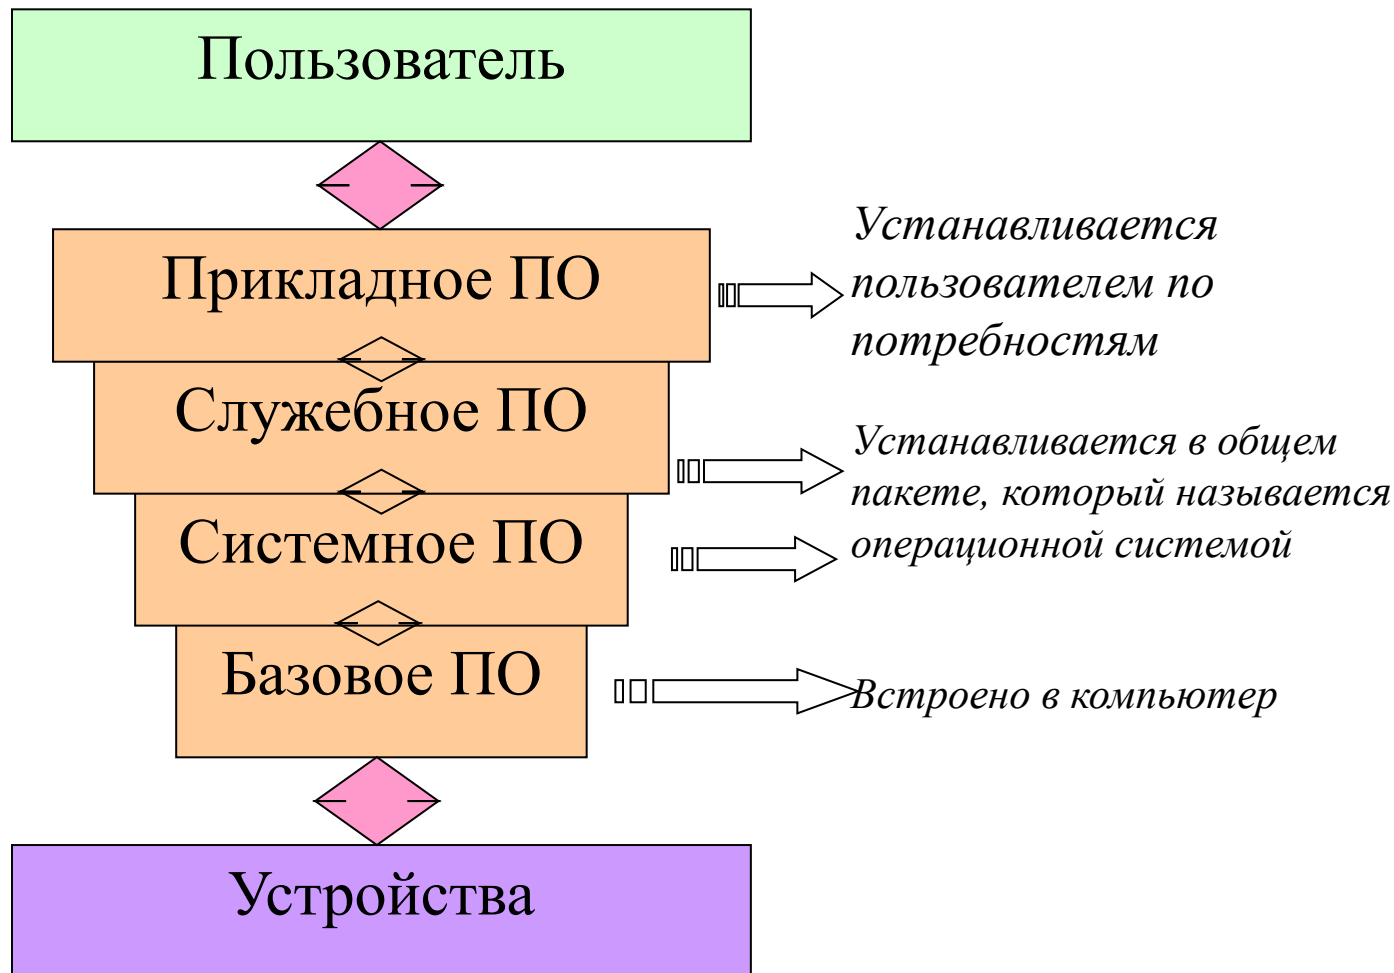 Пользователь
Прикладное ПО
Устанавливается
пользователем по
потребностям
Служебное ПО
Устанавливается в общем
пакете, который называется
операционной системой
Системное ПО
Базовое ПО
Встроено в компьютер
Устройства